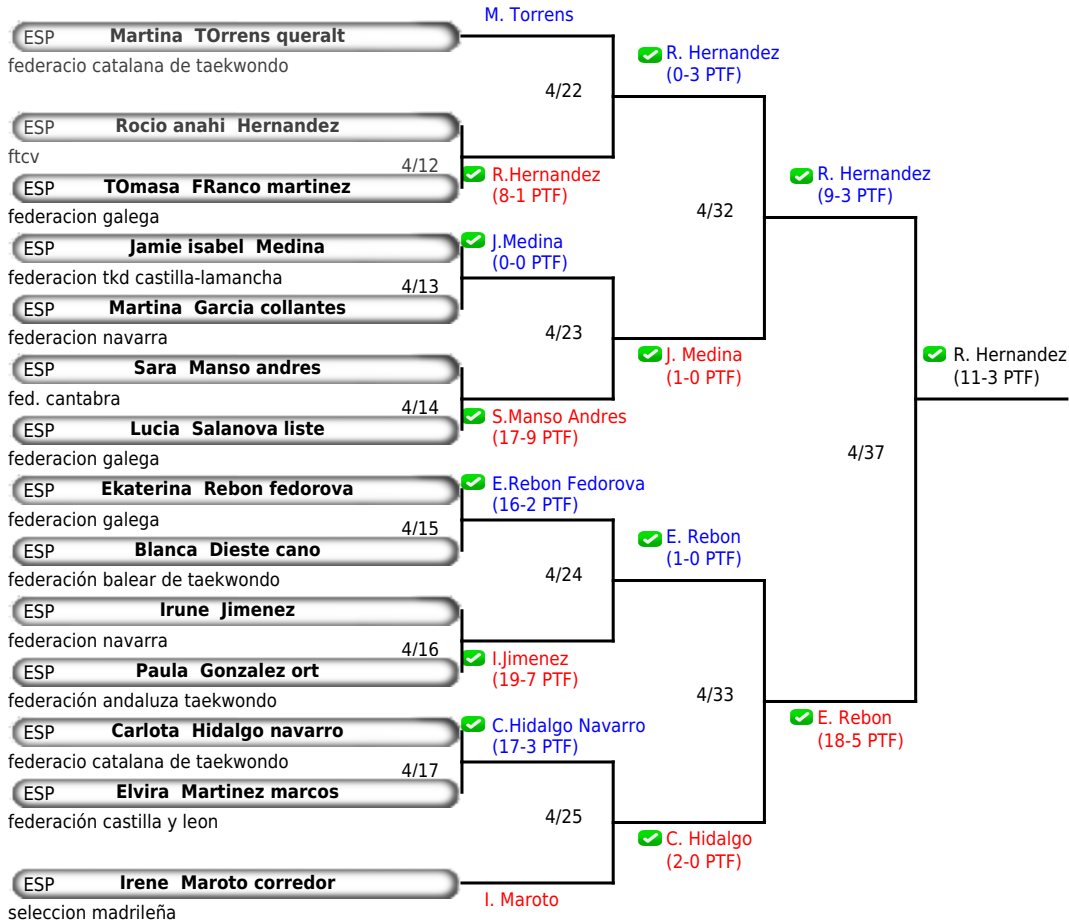 M. Torrens
ESP Martina TOrrens queralt
federacio catalana de taekwondo
R. Hernandez
(0-3 PTF)
4/22
ESP Rocio anahi Hernandez
ftcv
4/12
R.Hernandez
(8-1 PTF)
ESP TOmasa FRanco martinez
federacion galega
R. Hernandez
(9-3 PTF)
4/32
ESP Jamie isabel Medina
federacion tkd castilla-lamancha
J.Medina
(0-0 PTF)
4/13
ESP Martina Garcia collantes
federacion navarra
4/23
J. Medina
(1-0 PTF)
ESP Sara Manso andres
fed. cantabra
4/14
S.Manso Andres
(17-9 PTF)
ESP Lucia Salanova liste
federacion galega
R. Hernandez
(11-3 PTF)
4/37
ESP Ekaterina Rebon fedorova
federacion galega
E.Rebon Fedorova
(16-2 PTF)
4/15
ESP Blanca Dieste cano
federación balear de taekwondo
E. Rebon
(1-0 PTF)
4/24
ESP Irune Jimenez
federacion navarra
4/16
I.Jimenez
(19-7 PTF)
ESP Paula Gonzalez ort
federación andaluza taekwondo
4/33
E. Rebon
(18-5 PTF)
ESP Carlota Hidalgo navarro
federacio catalana de taekwondo
C.Hidalgo Navarro
(17-3 PTF)
4/17
ESP Elvira Martinez marcos
federación castilla y leon
4/25
C. Hidalgo
(2-0 PTF)
ESP Irene Maroto corredor
seleccion madrileña
I. Maroto